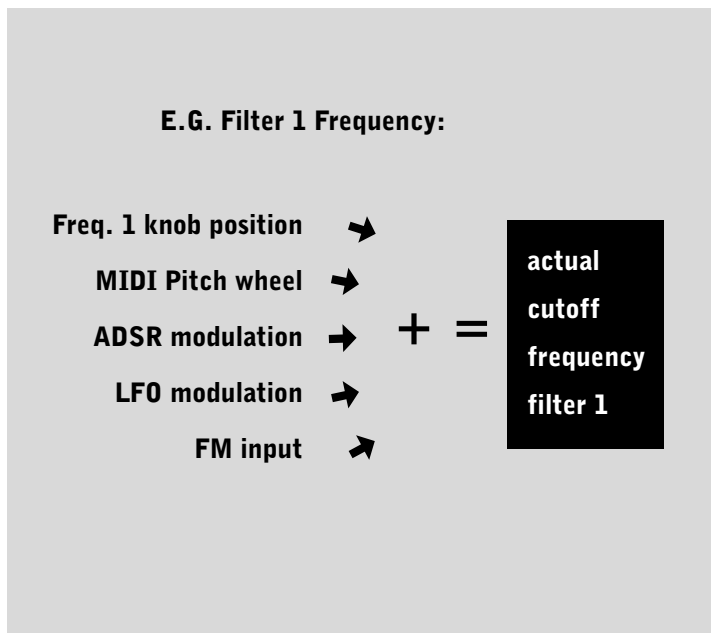 E.G. Filter 1 Frequency:
Freq. 1 knob position
MIDI Pitch wheel
ADSR modulation
LFO modulation
FM input
+ =
actual
cutoff
frequency
filter 1